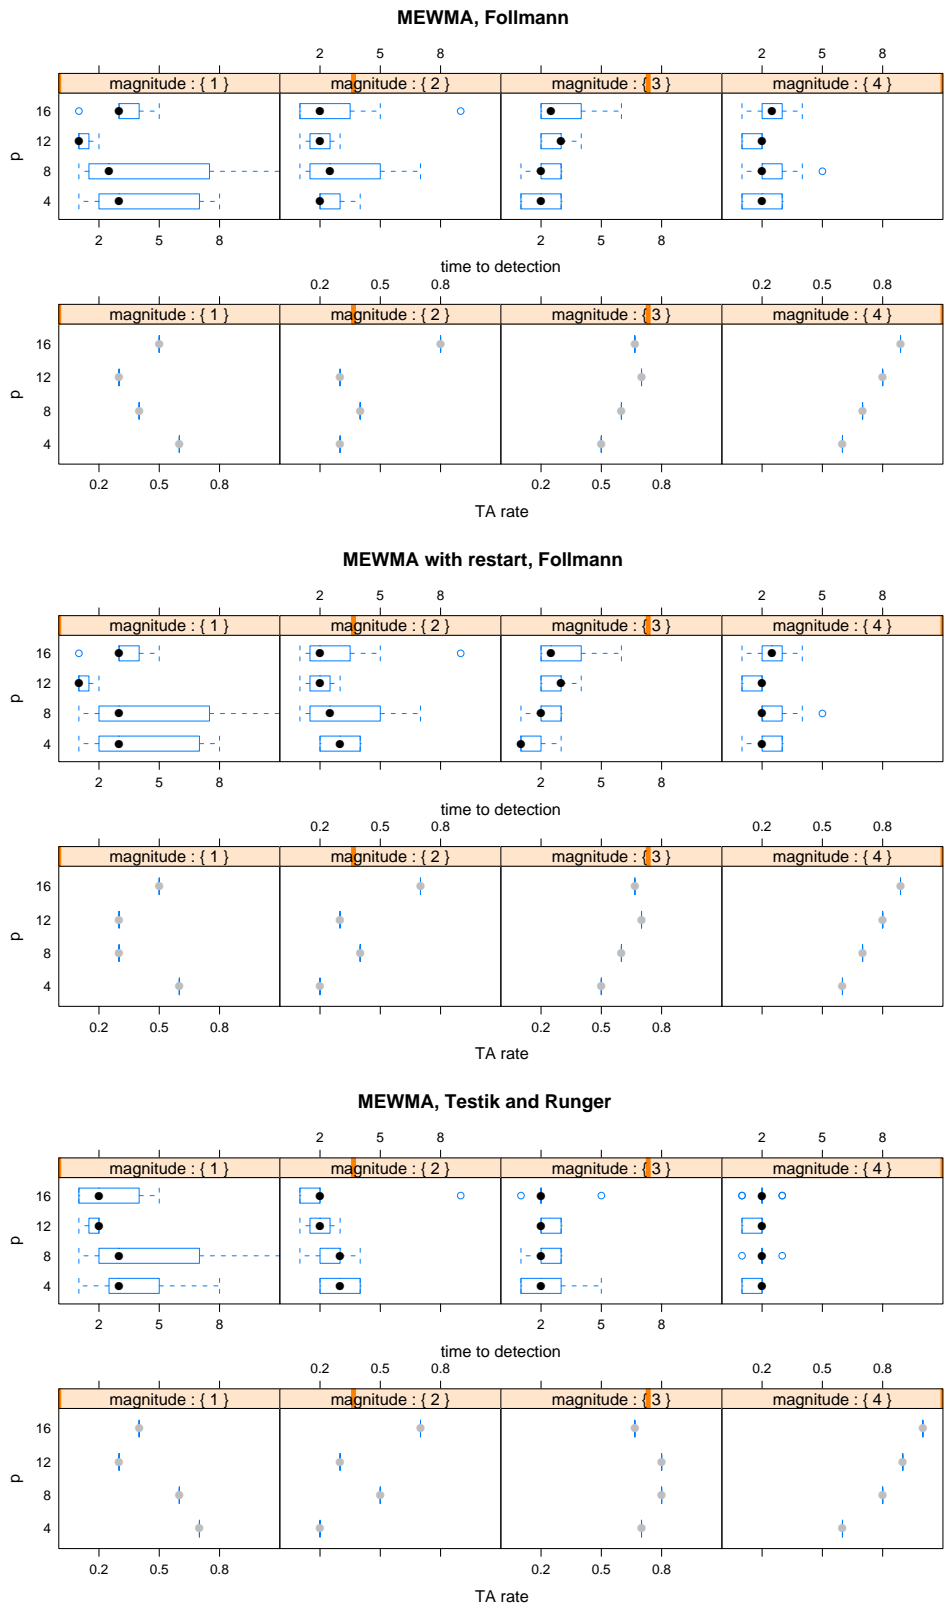 MEWMA, Follmann
2 8 2 8
magnitude : { 1 } magnitude : { 2 } magnitude : { 3 } magnitude : { 4 }
16
12
8
4
p
2 5 8 2 5 8
time to detection
0.2 0.5 0.8 0.2 0.5 0.8
magnitude : { 1 } magnitude : { 2 } magnitude : { 3 } magnitude : { 4 }
16
12
8
4
p
0.2 0.5 0.8 0.2 0.5 0.8
TA rate
MEWMA with restart, Follmann
2 5 8 2 5 8
magnitude : { 1 } magnitude : { 2 } magnitude : { 3 } magnitude : { 4 }
16
12
8
4
p
2 5 8 2 5 8
time to detection
0.2 0.5 0.8 0.2 0.5 0.8
magnitude : { 1 } magnitude : { 2 } magnitude : { 3 } magnitude : { 4 }
16
12
8
4
p
0.2 0.5 0.8 0.2 0.5 0.8
TA rate
MEWMA, Testik and Runger
2 5 8 2 5 8
magnitude : { 1 } magnitude : { 2 } magnitude : { 3 } magnitude : { 4 }
16
12
8
4
p
2 5 8 2 5 8
time to detection
0.2 0.5 0.8 0.2 0.5 0.8
magnitude : { 1 } magnitude : { 2 } magnitude : { 3 } magnitude : { 4 }
16
12
8
4
p
0.2 0.5 0.8 0.2 0.5 0.8
TA rate